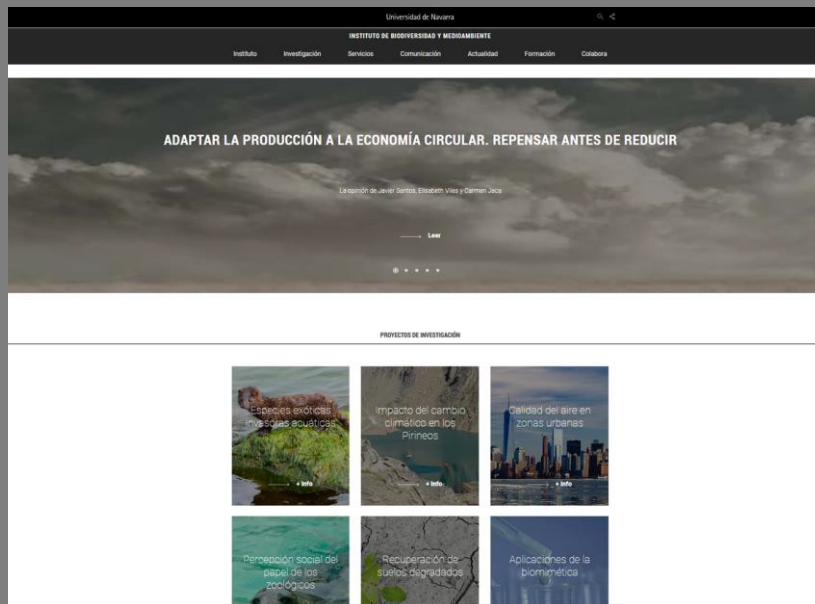 Universidad de Navarra
INSTITUTO DE BIODIVERSIDAD Y MEDIOAMBIENTE
Instituto Investigación Servicios Comunicación Actualidad Formación Colabora
ADAPTAR LA PRODUCCIÓN A LA ECONOMÍA CIRCULAR. REPENSAR ANTES DE REDUCIR
La opinión de Javier Santos, Elisabeth Viles y Carmen Jaca
Leer
PROYECTOS DE INVESTIGACIÓN
Especies exóticas
invasoras acuáticas
+ Info
Impacto del cambio
climático en los
Pirineos
+ Info
Calidad del aire en
zonas urbanas
+ Info
Percepción social del
papel de los
zoológicos
Recuperación de
suelos degradados
Aplicaciones de la
biomimética